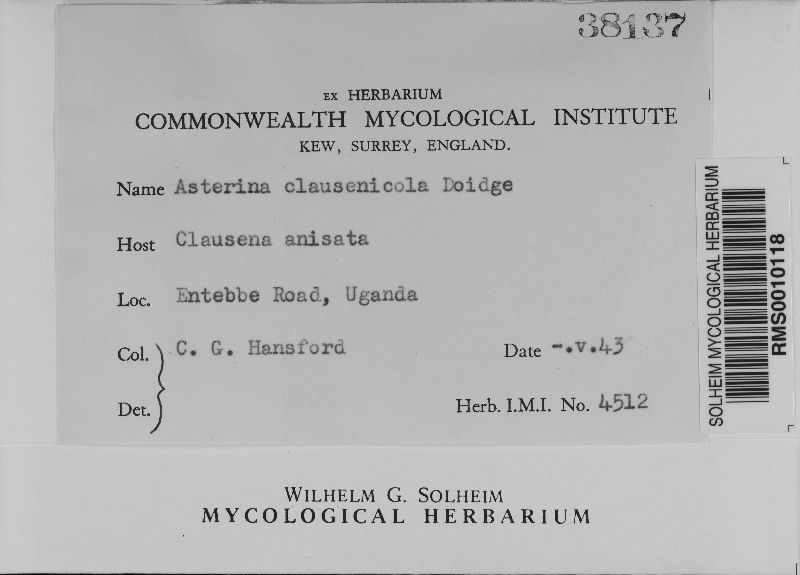 38137
EX HERBARIUM
COMMONWEALTH MYCOLOGICAL INSTITUTE
KEW, SURREY, ENGLAND.
Name Asterina clausenicola Doidge
Host Clausena anisata
Loc. Entebbe Road, Uganda
Col. C. G. Hansford Date -.v.43
Det. Herb. I.M.I. No. 4512
SOLHEIM MYCOLOGICAL HERBARIUM
RMS0010118
WILHELM G. SOLHEIM
MYCOLOGICAL HERBARIUM